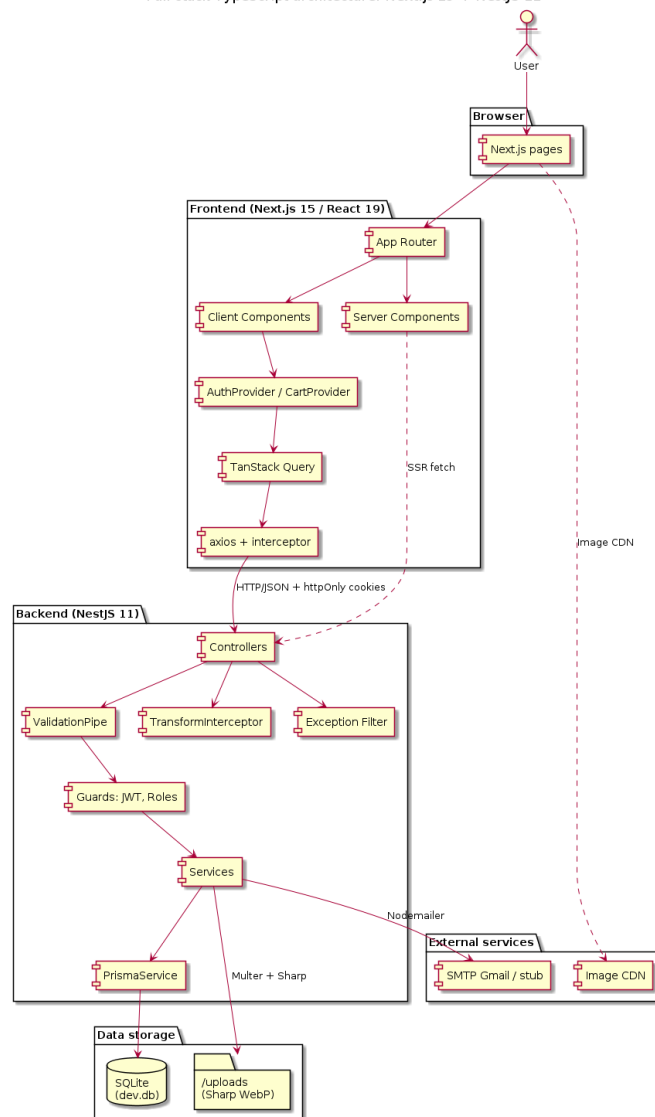 User
Browser
Next.js pages
Frontend (Next.js 15 / React 19)
App Router
Client Components
Server Components
AuthProvider / CartProvider
TanStack Query
SSR fetch
axios + interceptor
Image CDN
HTTP/JSON + httpOnly cookies
Backend (NestJS 11)
Controllers
ValidationPipe
TransformInterceptor
Exception Filter
Guards: JWT, Roles
Services
Nodemailer
External services
PrismaService
Multer + Sharp
SMTP Gmail / stub
Image CDN
Data storage
SQLite
(dev.db)
/uploads
(Sharp WebP)